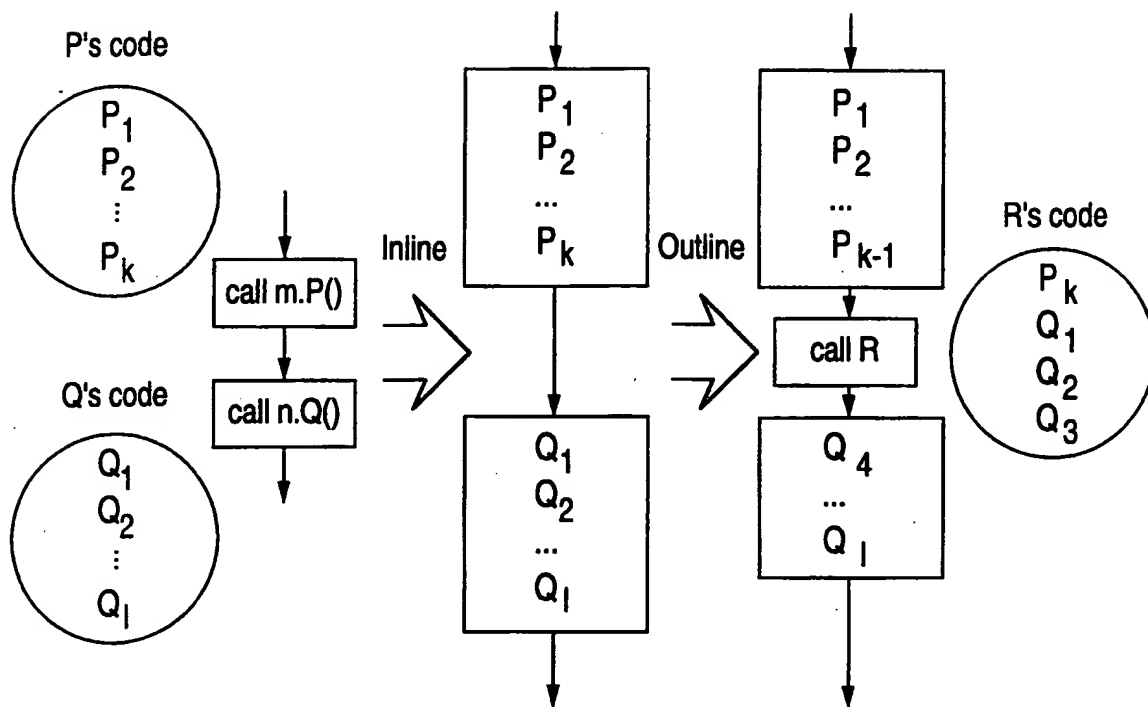 P's code
P1
P2
...
Pk
call m.P()
call n.Q()
Q's code
Q1
Q2
...
Ql
Inline
P1
P2
...
Pk
Q1
Q2
...
Ql
Outline
P1
P2
...
Pk-1
call R
Q4
...
Ql
R's code
Pk
Q1
Q2
Q3